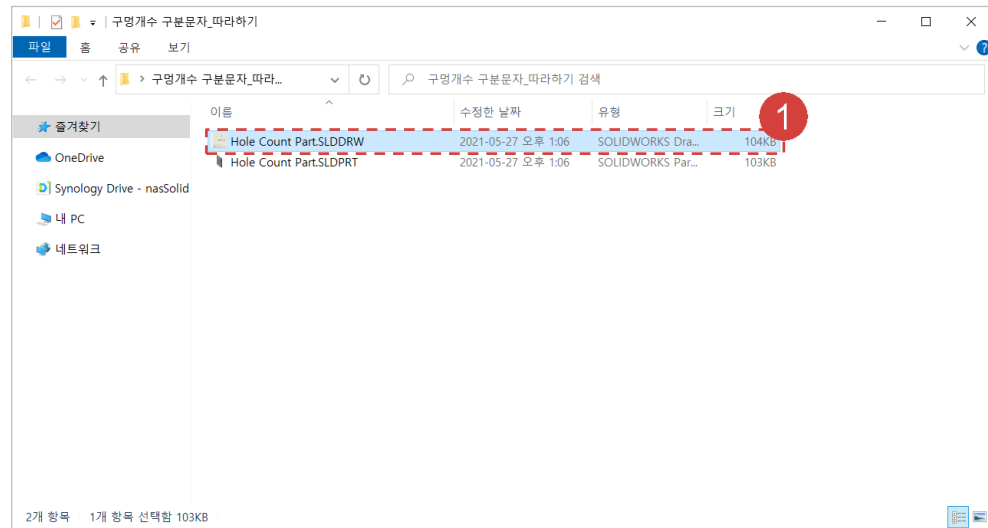 구멍개수 구분문자_따라하기
파일 홈 공유 보기
구멍개수 구분문자_따라... 구멍개수 구분문자_따라하기 검색
이름 수정한 날짜 유형 크기
1
즐겨찾기
Hole Count Part.SLDDRW 2021-05-27 오후 1:06 SOLIDWORKS Dra... 104KB
Hole Count Part.SLDPRT 2021-05-27 오후 1:06 SOLIDWORKS Par... 103KB
OneDrive
Synology Drive - nasSolid
내 PC
네트워크
2개 항목 1개 항목 선택함 103KB